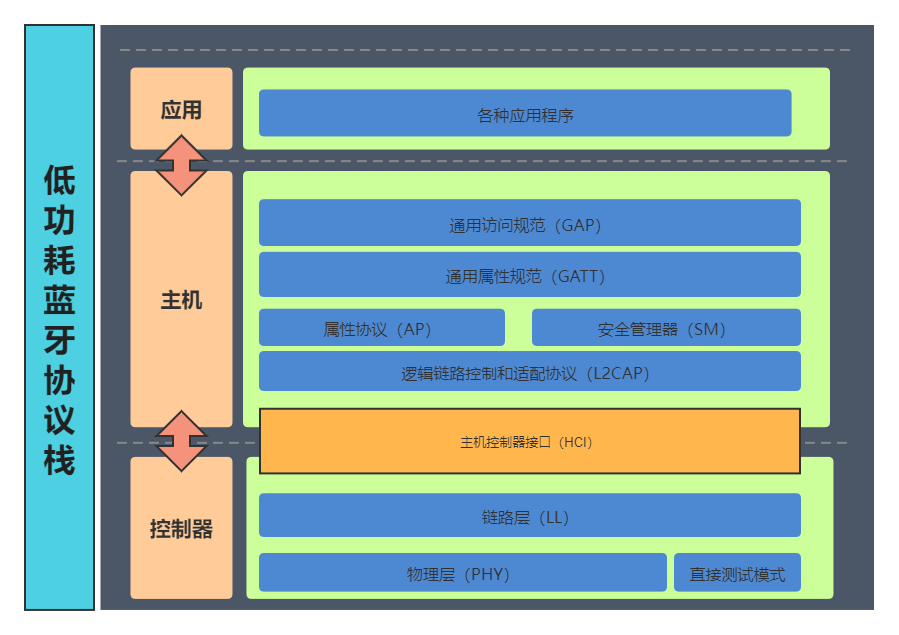 低功耗蓝牙协议栈
应用
各种应用程序
主机
通用访问规范（GAP）
通用属性规范（GATT）
属性协议（AP）
安全管理器（SM）
逻辑链路控制和适配协议（L2CAP）
主机控制器接口（HCI）
控制器
链路层（LL）
物理层（PHY）
直接测试模式